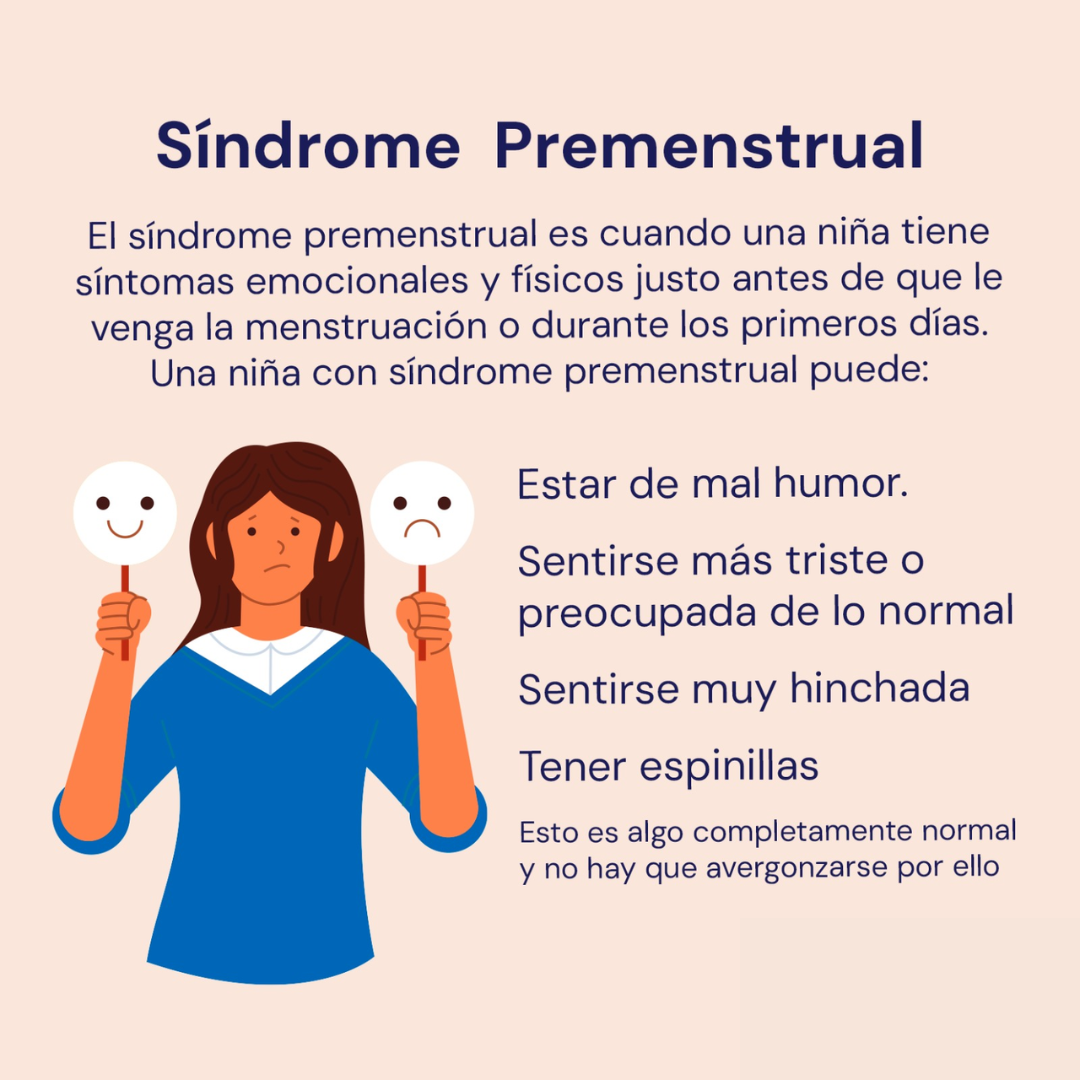 Síndrome Premenstrual
El síndrome premenstrual es cuando una niña tiene
síntomas emocionales y físicos justo antes de que le
venga la menstruación o durante los primeros días.
Una niña con síndrome premenstrual puede:
Estar de mal humor.
Sentirse más triste o
preocupada de lo normal
Sentirse muy hinchada
Tener espinillas
Esto es algo completamente normal
y no hay que avergonzarse por ello